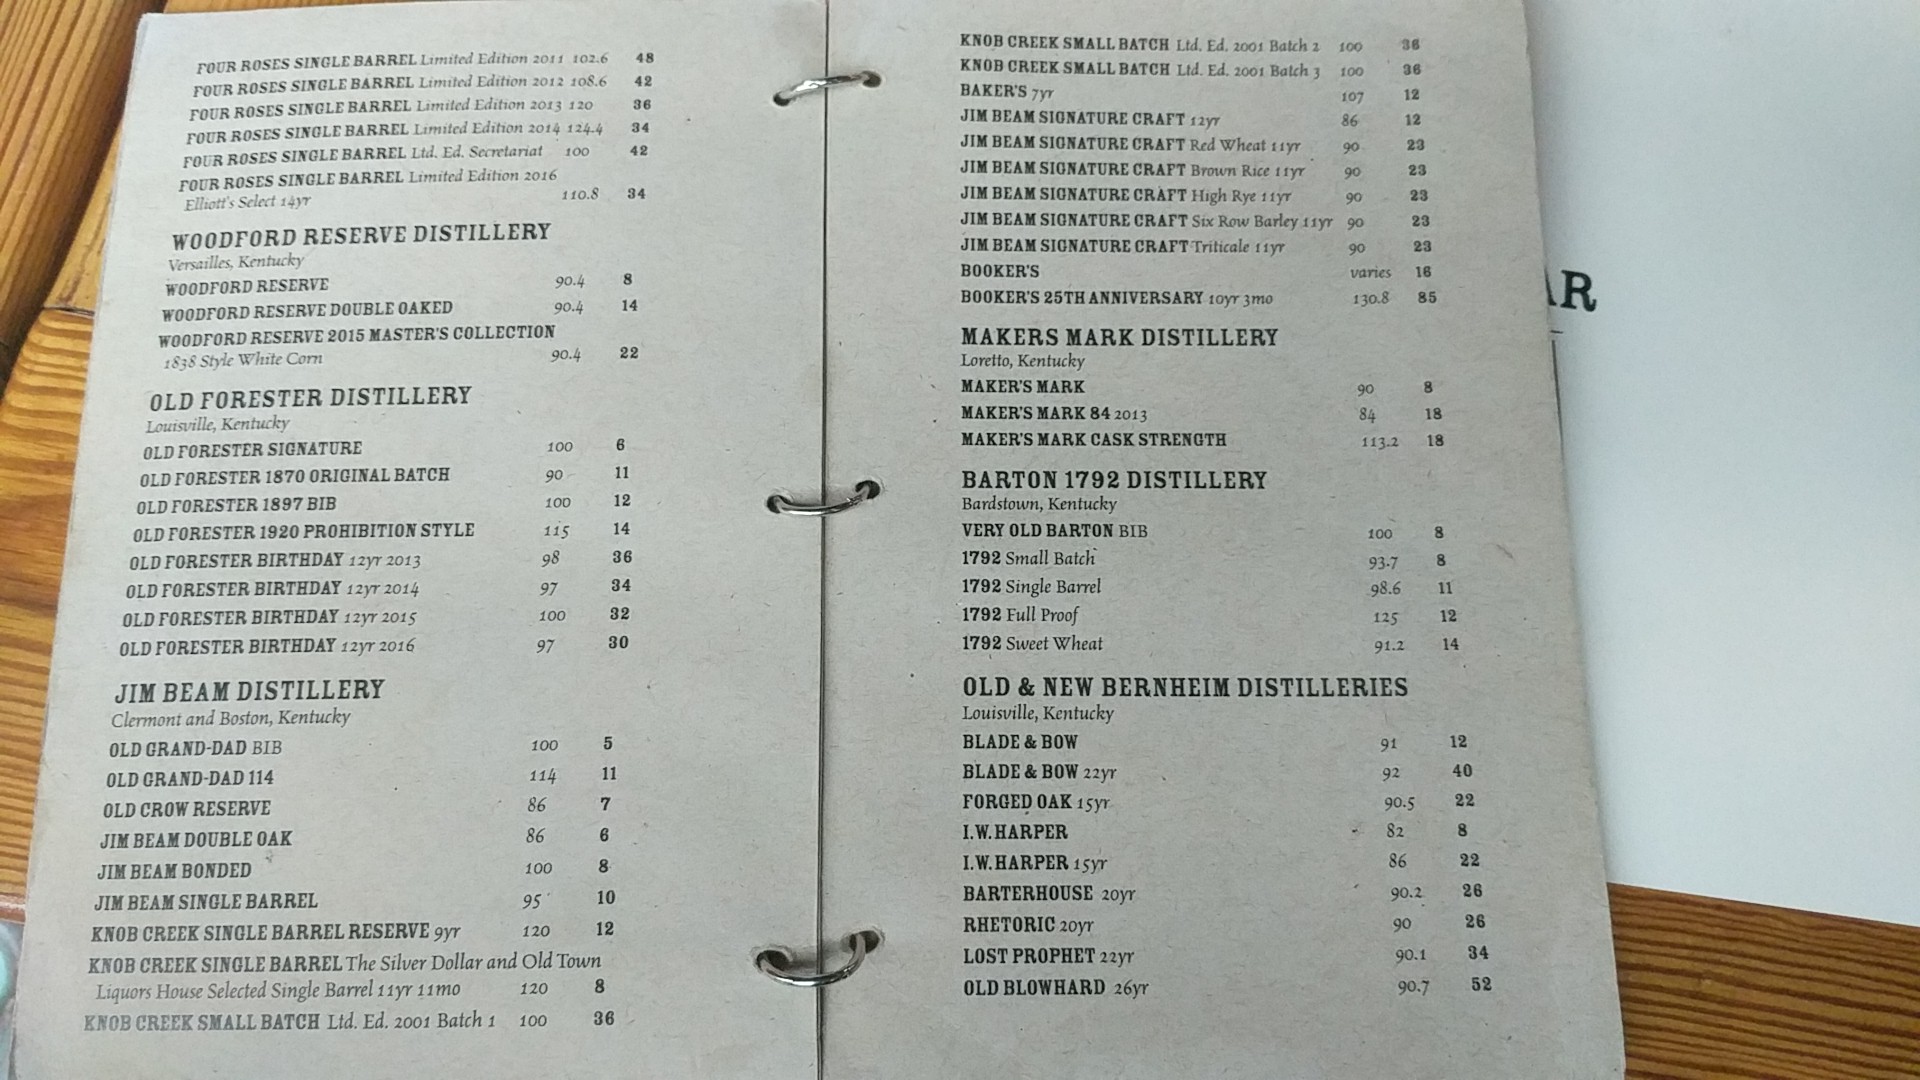 FOUR ROSES SINGLE BARREL Limited Edition 2011 102.6 48
FOUR ROSES SINGLE BARREL Limited Edition 2012 108.6 42
FOUR ROSES SINGLE BARREL Limited Edition 2013 120 36
FOUR ROSES SINGLE BARREL Limited Edition 2014 124.4 34
FOUR ROSES SINGLE BARREL Ltd. Ed. Secretariat 100 42
FOUR ROSES SINGLE BARREL Limited Edition 2016
Elliott's Select 14yr 110.8 34
WOODFORD RESERVE DISTILLERY
Versailles, Kentucky
WOODFORD RESERVE 90.4 8
WOODFORD RESERVE DOUBLE OAKED 90.4 14
WOODFORD RESERVE 2015 MASTER'S COLLECTION
1838 Style White Corn 90.4 22
OLD FORESTER DISTILLERY
Louisville, Kentucky
OLD FORESTER SIGNATURE 100 6
OLD FORESTER 1870 ORIGINAL BATCH 90 11
OLD FORESTER 1897 BIB 100 12
OLD FORESTER 1920 PROHIBITION STYLE 115 14
OLD FORESTER BIRTHDAY 12yr 2013 98 36
OLD FORESTER BIRTHDAY 12yr 2014 97 34
OLD FORESTER BIRTHDAY 12yr 2015 100 32
OLD FORESTER BIRTHDAY 12yr 2016 97 30
JIM BEAM DISTILLERY
Clermont and Boston, Kentucky
OLD GRAND-DAD BIB 100 5
OLD GRAND-DAD 114 114 11
OLD CROW RESERVE 86 7
JIM BEAM DOUBLE OAK 86 6
JIM BEAM BONDED 100 8
JIM BEAM SINGLE BARREL 95 10
KNOB CREEK SINGLE BARREL RESERVE 9yr 120 12
KNOB CREEK SINGLE BARREL The Silver Dollar and Old Town
Liquors House Selected Single Barrel 11yr 11mo 120 8
KNOB CREEK SMALL BATCH Ltd. Ed. 2001 Batch 1 100 36
KNOB CREEK SMALL BATCH Ltd. Ed. 2001 Batch 2 100 36
KNOB CREEK SMALL BATCH Ltd. Ed. 2001 Batch 3 100 36
BAKER'S 7yr 107 12
JIM BEAM SIGNATURE CRAFT 12yr 86 12
JIM BEAM SIGNATURE CRAFT Red Wheat 11yr 90 23
JIM BEAM SIGNATURE CRAFT Brown Rice 11yr 90 23
JIM BEAM SIGNATURE CRAFT High Rye 11yr 90 23
JIM BEAM SIGNATURE CRAFT Six Row Barley 11yr 90 23
JIM BEAM SIGNATURE CRAFT Triticale 11yr 90 23
BOOKER'S varies 16
BOOKER'S 25TH ANNIVERSARY 10yr 3mo 130.8 85
MAKERS MARK DISTILLERY
Loretto, Kentucky
MAKER'S MARK 90 8
MAKER'S MARK 84 2013 84 18
MAKER'S MARK CASK STRENGTH 113.2 18
BARTON 1792 DISTILLERY
Bardstown, Kentucky
VERY OLD BARTON BIB 100 8
1792 Small Batch 93.7 8
1792 Single Barrel 98.6 11
1792 Full Proof 125 12
1792 Sweet Wheat 91.2 14
OLD & NEW BERNHEIM DISTILLERIES
Louisville, Kentucky
BLADE & BOW 91 12
BLADE & BOW 22yr 92 40
FORGED OAK 15yr 90.5 22
I.W.HARPER 82 8
I.W.HARPER 15yr 86 22
BARTERHOUSE 20yr 90.2 26
RHETORIC 20yr 90 26
LOST PROPHET 22yr 90.1 34
OLD BLOWHARD 26yr 90.7 52